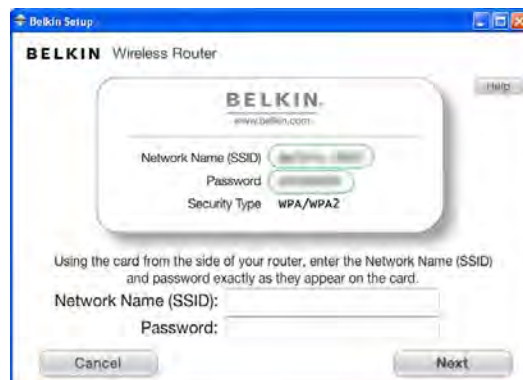 Belkin Setup
BELKIN Wireless Router
Help
BELKIN.
www.belkin.com
Network Name (SSID)
Password
Security Type WPA/WPA2
Using the card from the side of your router, enter the Network Name (SSID)
and password exactly as they appear on the card.
Network Name (SSID):
Password:
Cancel Next